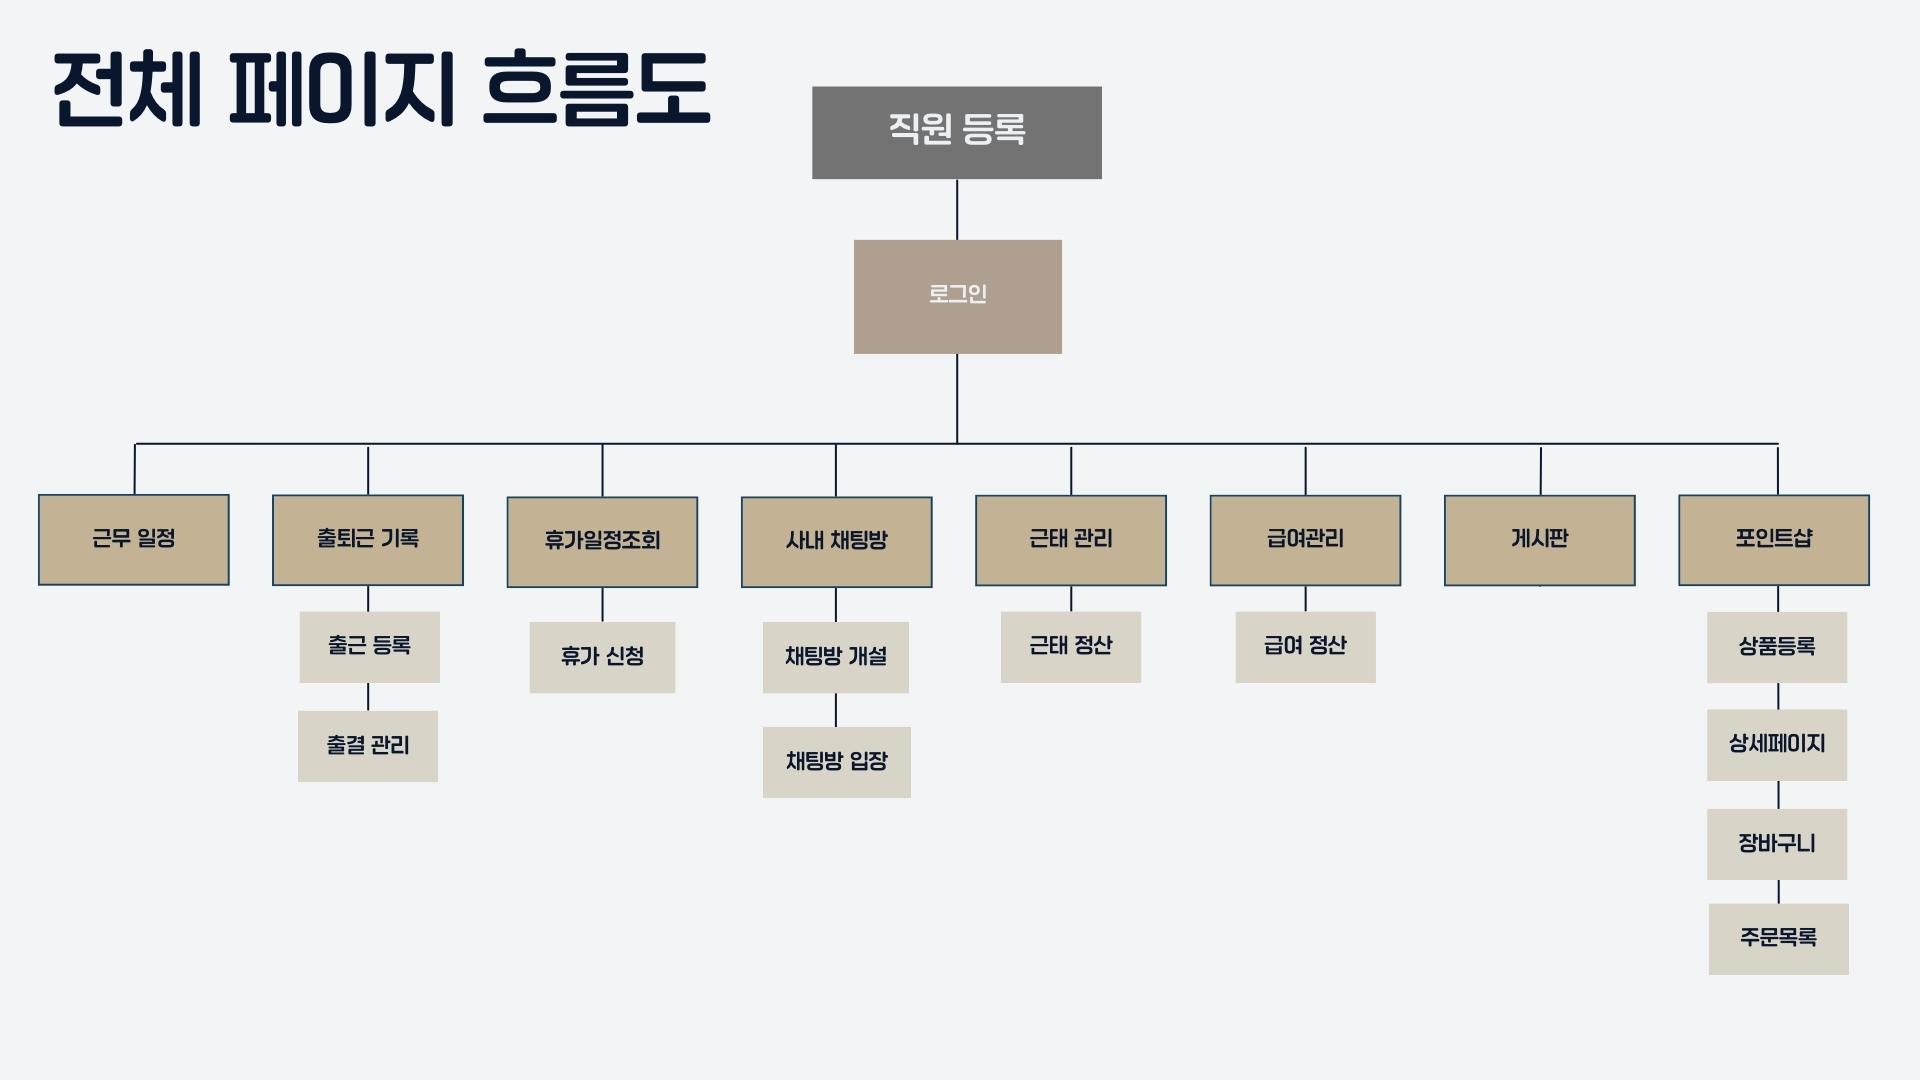 전체 페이지 흐름도
직원 등록
로그인
근무 일정
출퇴근 기록
휴가일정조회
사내 채팅방
근태 관리
급여관리
게시판
포인트샵
출근 등록
휴가 신청
채팅방 개설
근태 정산
급여 정산
상품등록
출결 관리
채팅방 입장
상세페이지
장바구니
주문목록